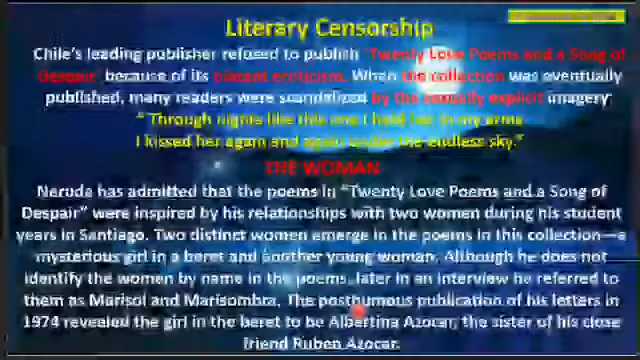 Literary Censorship
Chile's leading publisher refused to publish "Twenty Love Poems and a Song of
Despair" because of its blatant eroticism. When the collection was eventually
published, many readers were scandalized by the sexually explicit imagery:
" Through nights like this one I held her in my arms
I kissed her again and again under the endless sky."
THE WOMAN
Neruda has admitted that the poems in "Twenty Love Poems and a Song of
Despair" were inspired by his relationships with two women during his student
years in Santiago. Two distinct women emerge in the poems in this collection—a
mysterious girl in a beret and another young woman. Although he does not
identify the women by name in the poems, later in an interview he referred to
them as Marisol and Marisombra. The posthumous publication of his letters in
1974 revealed the girl in the beret to be Albertina Azocar, the sister of his close
friend Ruben Azocar.